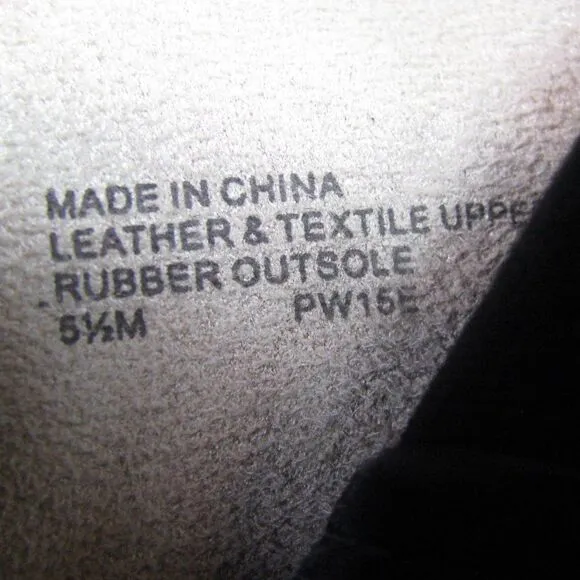 MADE IN CHINA
LEATHER & TEXTILE UPPE
RUBBER OUTSOLE
5½M PW15E